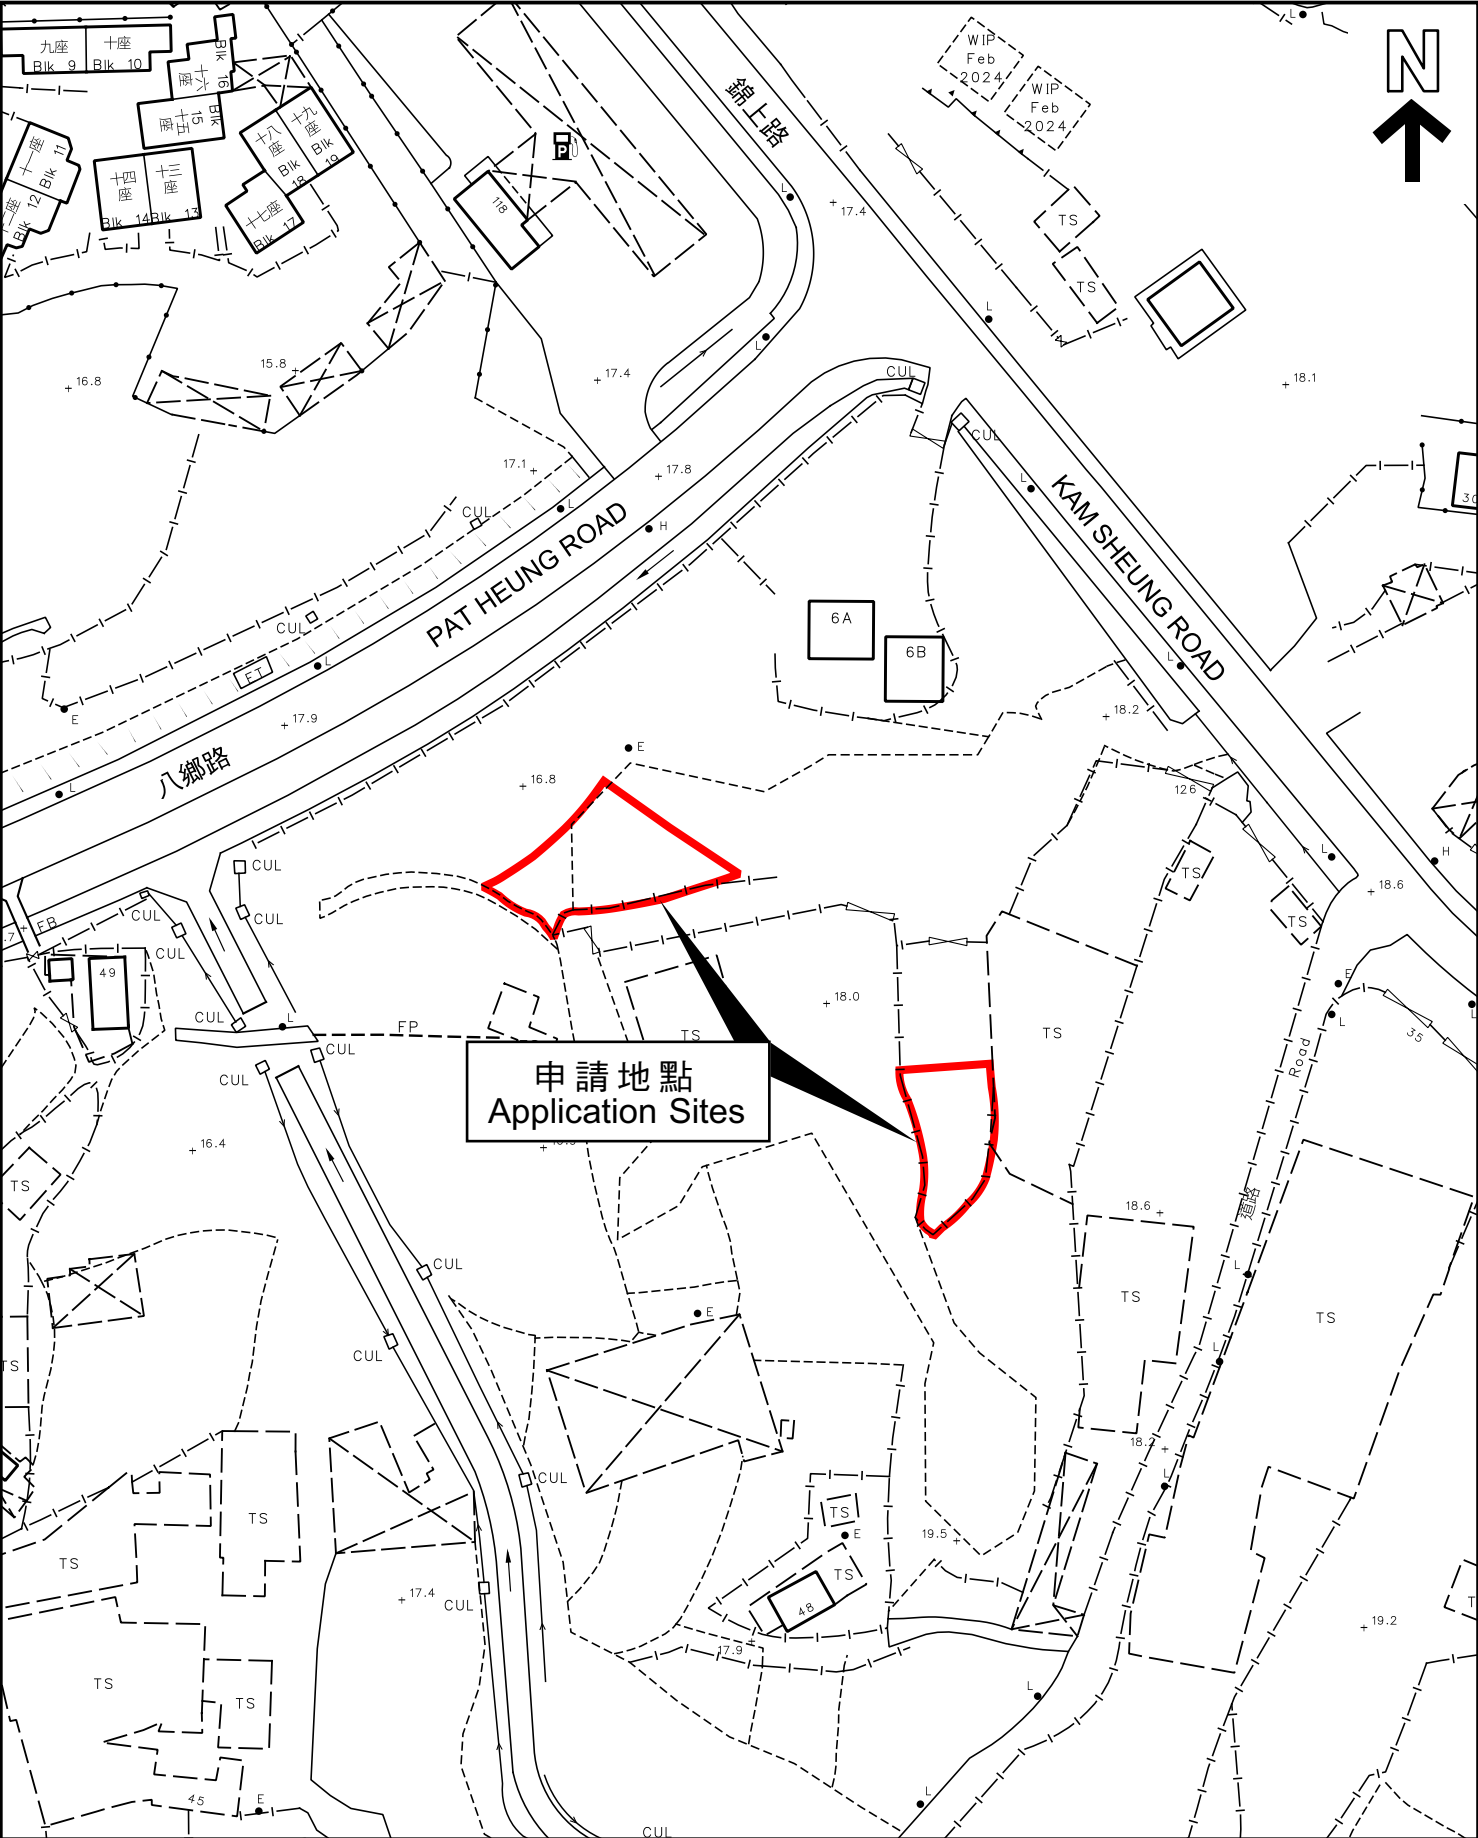 九座
Blk 9
十座
Blk 10
十六座
Blk 16
十五座
Blk 15
十一座
Blk 11
Blk 12
十四座
Blk 14
十三座
Blk 13
十八座
Blk 18
十九座
Blk 19
十七座
Blk 17
P
118
錦上路
WIP
Feb
2024
WIP
Feb
2024
N
L
L
17.4
TS
TS
L
L
16.8
15.8
17.4
CUL
CUL
18.1
17.1
17.8
CUL
L
H
L
PAT HEUNG ROAD
KAM SHEUNG ROAD
30
CUL
FT
L
6A
6B
L
E
17.9
八鄉路
L
E
16.8
18.2
126
TS
L
H
18.6
TS
CUL
CUL
CUL
FB
CUL
49
CUL
L
FP
CUL
CUL
TS
18.0
TS
E
L
L
35
Road
道路
申請地點
Application Sites
16.4
TS
18.6
TS
L
TS
CUL
E
CUL
TS
L
18.2
L
CUL
TS
TS
TS
E
19.5
TS
48
17.4
CUL
17.9
19.2
TS
TS
L
45
E
L
CUL